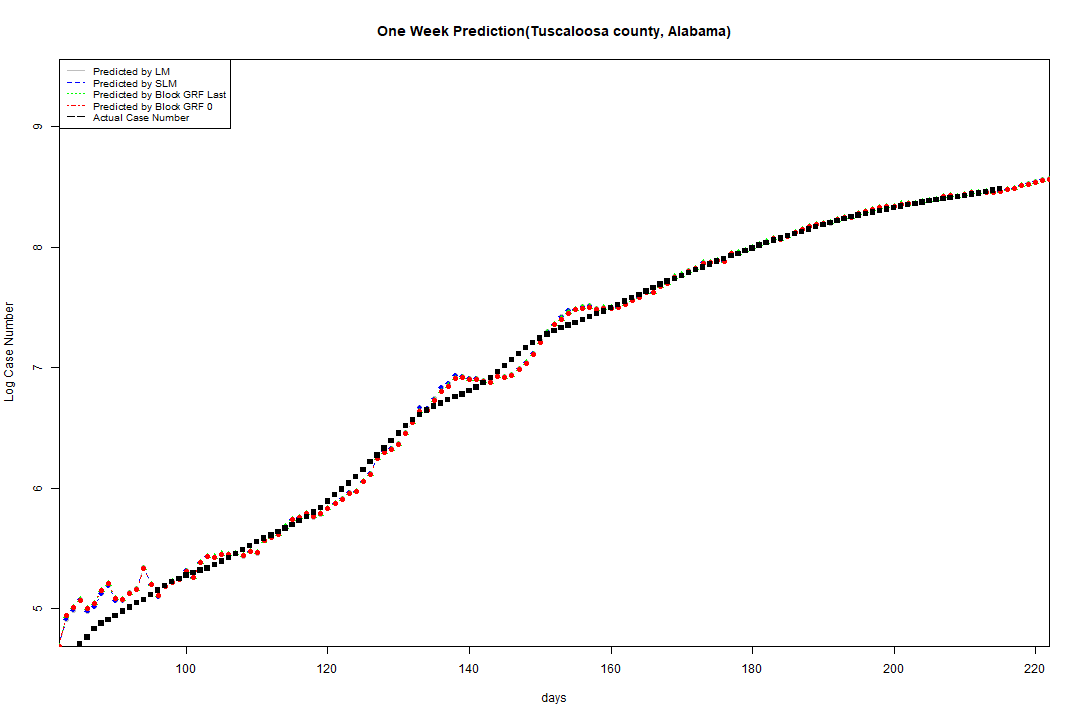 One Week Prediction(Tuscaloosa county, Alabama)
Predicted by LM
Predicted by SLM
Predicted by Block GRF Last
Predicted by Block GRF 0
Actual Case Number
9
8
7
6
5
Log Case Number
100 120 140 160 180 200 220
days